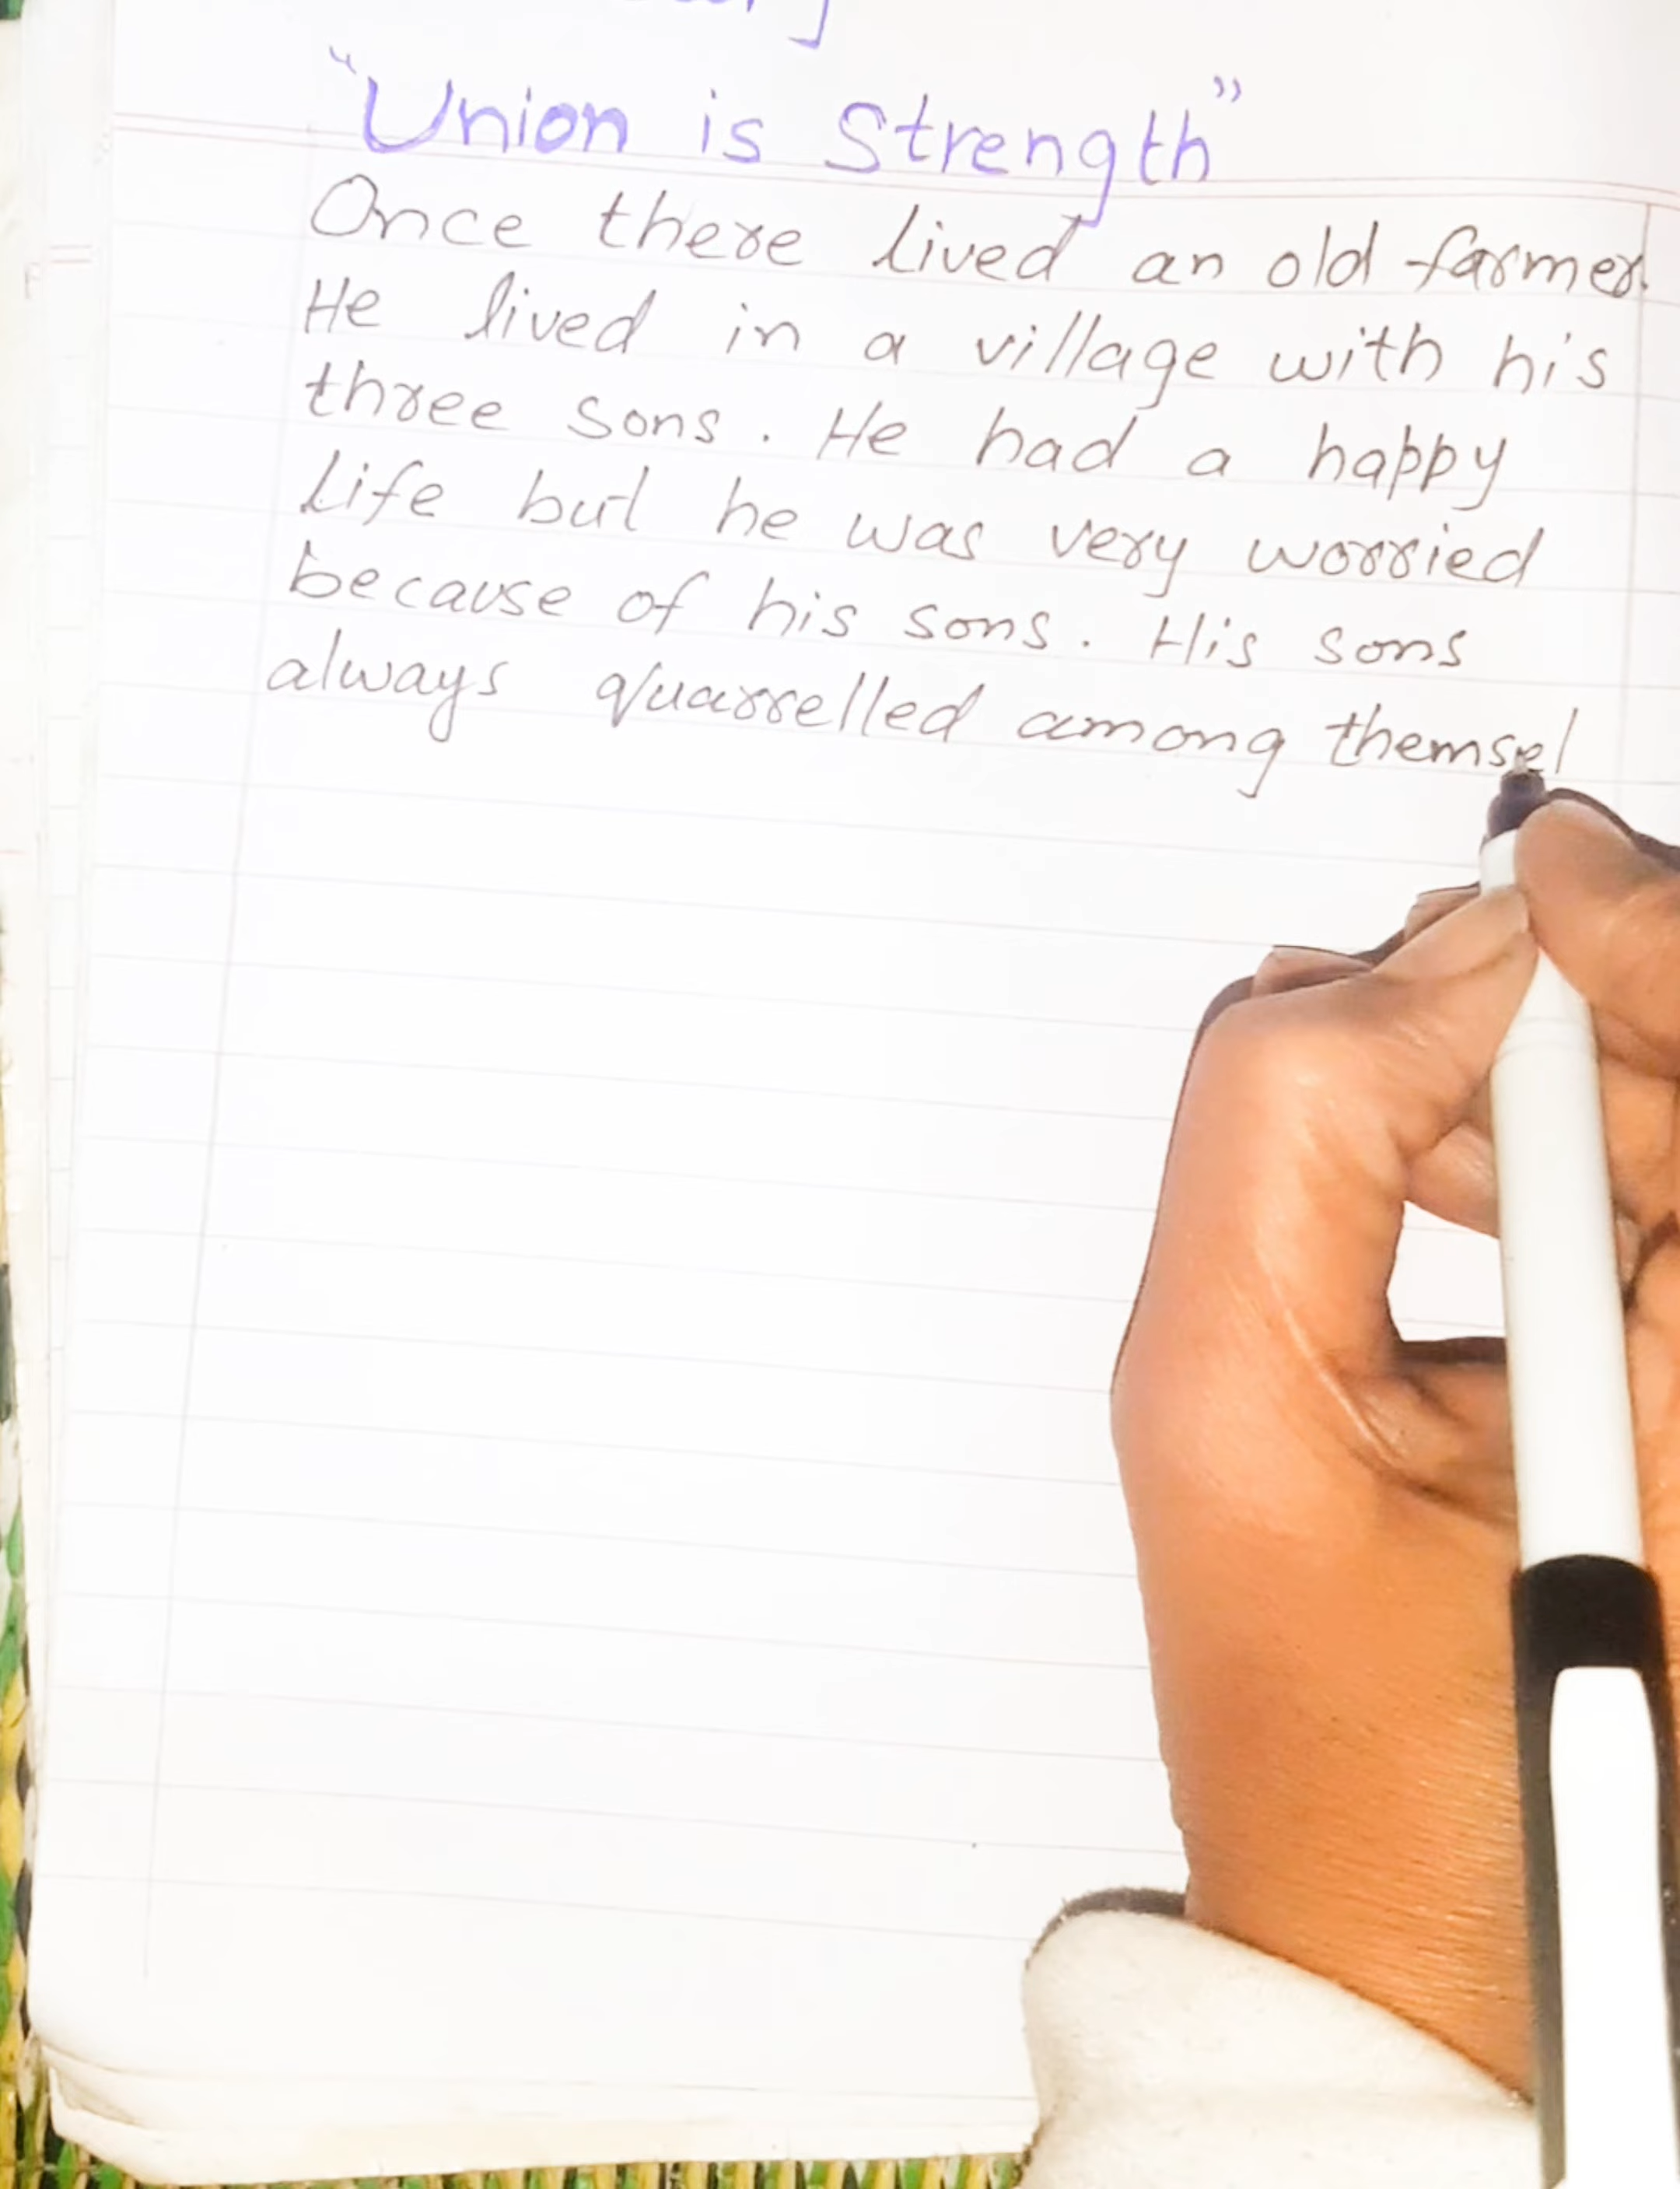 "Union is Strength"
Once there lived an old farmer.
He lived in a village with his
three sons. He had a happy
life but he was very worried
because of his sons. His sons
always quarrelled among themsel